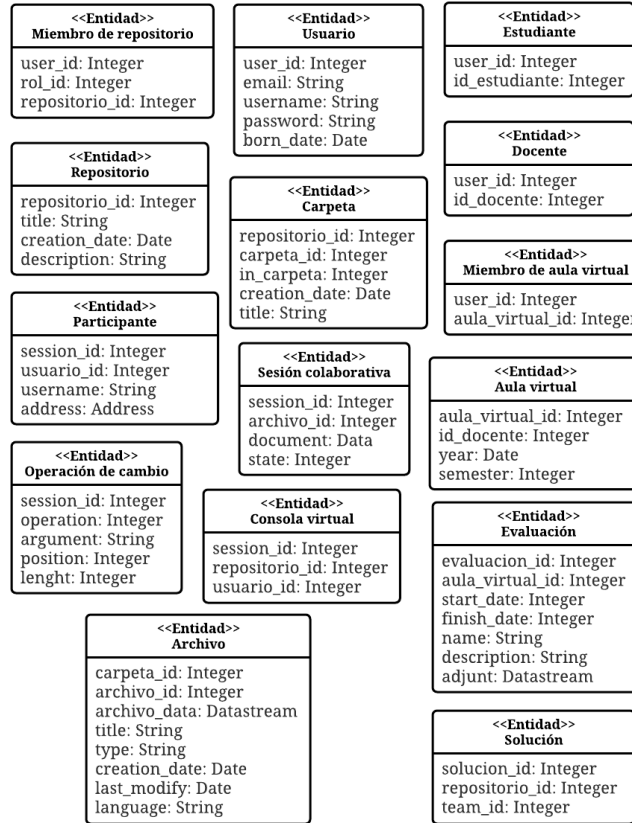 <<Entidad>>
Miembro de repositorio
user_id: Integer
rol_id: Integer
repositorio_id: Integer
<<Entidad>>
Usuario
user_id: Integer
email: String
username: String
password: String
born_date: Date
<<Entidad>>
Estudiante
user_id: Integer
id_estudiante: Integer
<<Entidad>>
Docente
user_id: Integer
id_docente: Integer
<<Entidad>>
Repositorio
repositorio_id: Integer
title: String
creation_date: Date
description: String
<<Entidad>>
Carpeta
repositorio_id: Integer
carpeta_id: Integer
in_carpeta: Integer
creation_date: Date
title: String
<<Entidad>>
Miembro de aula virtual
user_id: Integer
aula_virtual_id: Integer
<<Entidad>>
Participante
session_id: Integer
usuario_id: Integer
username: String
address: Address
<<Entidad>>
Sesión colaborativa
session_id: Integer
archivo_id: Integer
document: Data
state: Integer
<<Entidad>>
Aula virtual
aula_virtual_id: Integer
id_docente: Integer
year: Date
semester: Integer
<<Entidad>>
Operación de cambio
session_id: Integer
operation: Integer
argument: String
position: Integer
lenght: Integer
<<Entidad>>
Consola virtual
session_id: Integer
repositorio_id: Integer
usuario_id: Integer
<<Entidad>>
Evaluación
evaluacion_id: Integer
aula_virtual_id: Integer
start_date: Integer
finish_date: Integer
name: String
description: String
adjunt: Datastream
<<Entidad>>
Archivo
carpeta_id: Integer
archivo_id: Integer
archivo_data: Datastream
title: String
type: String
creation_date: Date
last_modify: Date
language: String
<<Entidad>>
Solución
solucion_id: Integer
repositorio_id: Integer
team_id: Integer